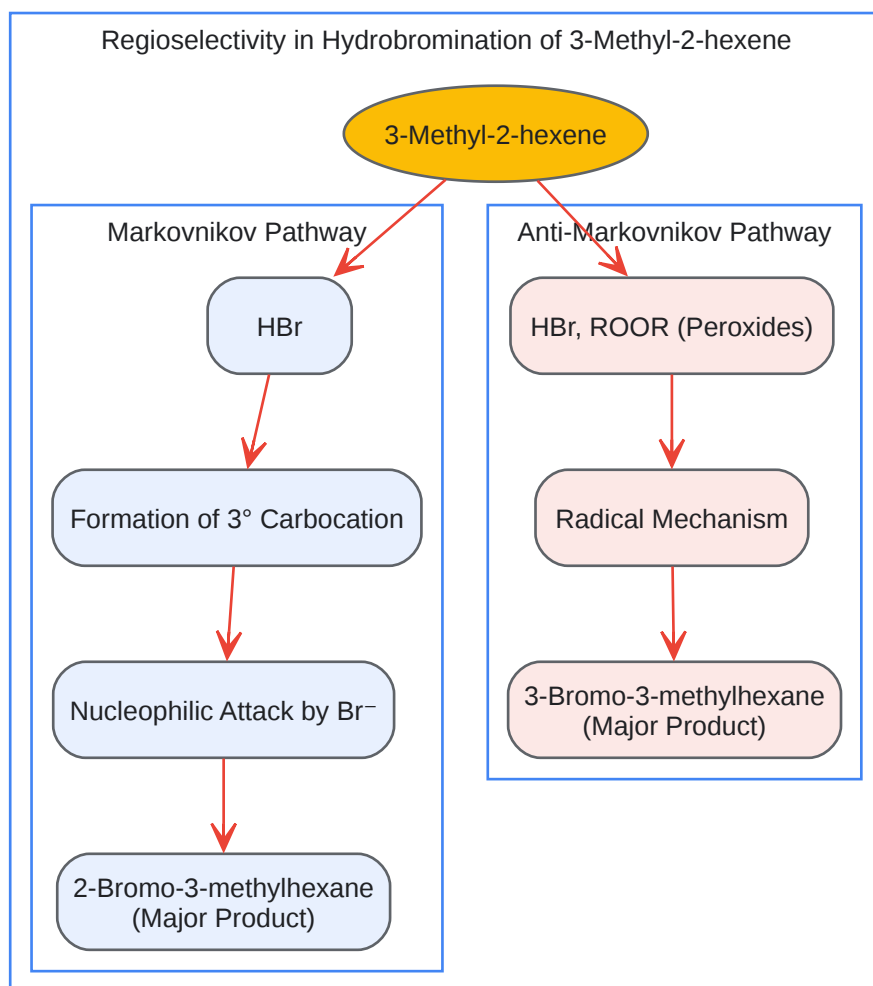 Regioselectivity in Hydrobromination of 3-Methyl-2-hexene
3-Methyl-2-hexene
Markovnikov Pathway
HBr
Formation of 3° Carbocation
Nucleophilic Attack by Br⁻
2-Bromo-3-methylhexane
(Major Product)
Anti-Markovnikov Pathway
HBr, ROOR (Peroxides)
Radical Mechanism
3-Bromo-3-methylhexane
(Major Product)